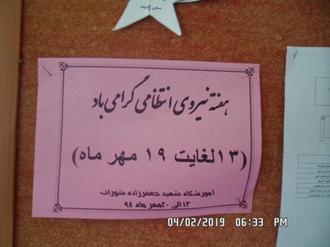 هفته نیروی انتظامی گرامی باد
(۱۳ لغایت ۱۹ مهر ماه)
آموزشگاه شهید جعفرزاده شوراب
۱۳ الی ۲۰ مهر ماه ۹۸
04/02/2019 06:33 PM